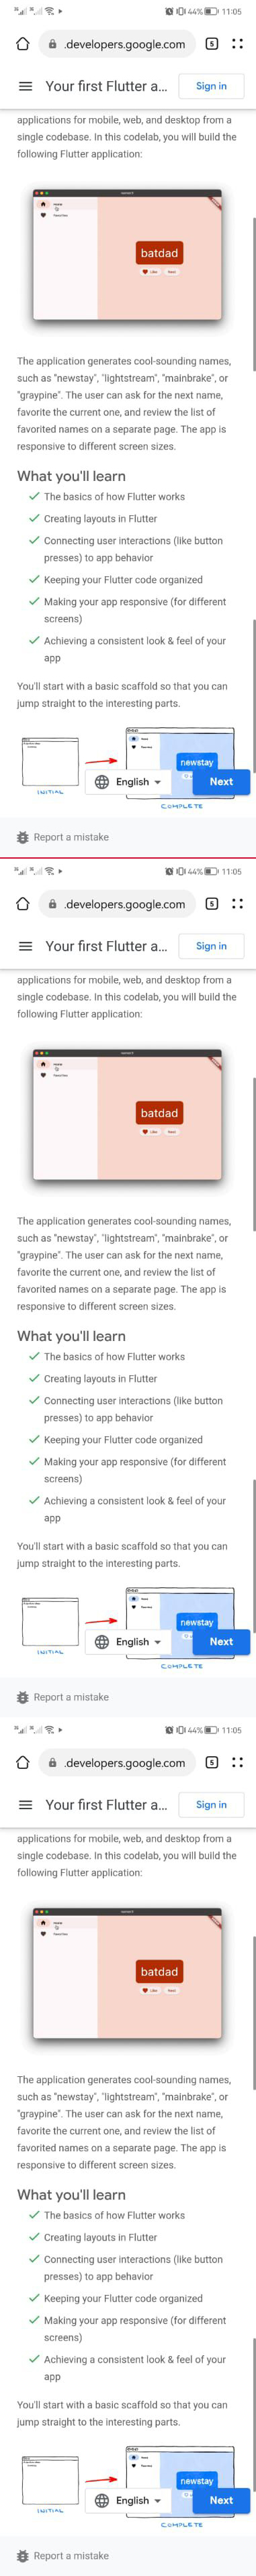 44% 11:05
.developers.google.com 5
Your first Flutter a... Sign in
applications for mobile, web, and desktop from a
single codebase. In this codelab, you will build the
following Flutter application:
batdad
Like Next
The application generates cool-sounding names,
such as "newstay", "lightstream", "mainbrake", or
"graypine". The user can ask for the next name,
favorite the current one, and review the list of
favorited names on a separate page. The app is
responsive to different screen sizes.
What you'll learn
The basics of how Flutter works
Creating layouts in Flutter
Connecting user interactions (like button
presses) to app behavior
Keeping your Flutter code organized
Making your app responsive (for different
screens)
Achieving a consistent look & feel of your
app
You'll start with a basic scaffold so that you can
jump straight to the interesting parts.
newstay
English Next
INITIAL
COMPLETE
Report a mistake
44% 11:05
.developers.google.com 5
Your first Flutter a... Sign in
applications for mobile, web, and desktop from a
single codebase. In this codelab, you will build the
following Flutter application:
batdad
Like Next
The application generates cool-sounding names,
such as "newstay", "lightstream", "mainbrake", or
"graypine". The user can ask for the next name,
favorite the current one, and review the list of
favorited names on a separate page. The app is
responsive to different screen sizes.
What you'll learn
The basics of how Flutter works
Creating layouts in Flutter
Connecting user interactions (like button
presses) to app behavior
Keeping your Flutter code organized
Making your app responsive (for different
screens)
Achieving a consistent look & feel of your
app
You'll start with a basic scaffold so that you can
jump straight to the interesting parts.
newstay
English Next
INITIAL
COMPLETE
Report a mistake
44% 11:05
.developers.google.com 5
Your first Flutter a... Sign in
applications for mobile, web, and desktop from a
single codebase. In this codelab, you will build the
following Flutter application:
batdad
Like Next
The application generates cool-sounding names,
such as "newstay", "lightstream", "mainbrake", or
"graypine". The user can ask for the next name,
favorite the current one, and review the list of
favorited names on a separate page. The app is
responsive to different screen sizes.
What you'll learn
The basics of how Flutter works
Creating layouts in Flutter
Connecting user interactions (like button
presses) to app behavior
Keeping your Flutter code organized
Making your app responsive (for different
screens)
Achieving a consistent look & feel of your
app
You'll start with a basic scaffold so that you can
jump straight to the interesting parts.
newstay
English Next
INITIAL
COMPLETE
Report a mistake